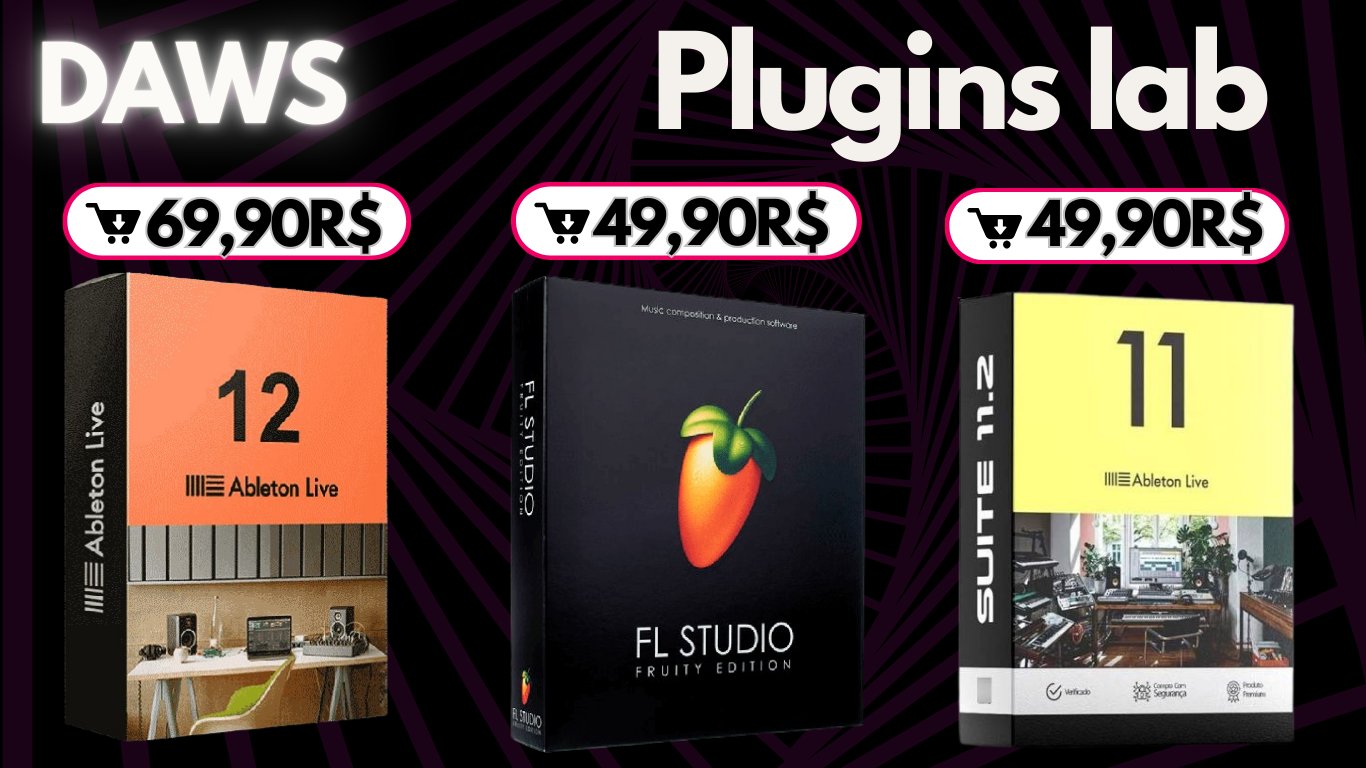 DAWS
Plugins lab
69,90R$
49,90R$
49,90R$
12
Ableton Live
Ableton Live
Music composition & production software
FL STUDIO
FRUITY EDITION
FL STUDIO
FRUITY EDITION
FL STUDIO
FRUITY EDITION
SUITE 11.2
11
Ableton Live
Verificado
Compra Com
Segurança
Produto
Premium